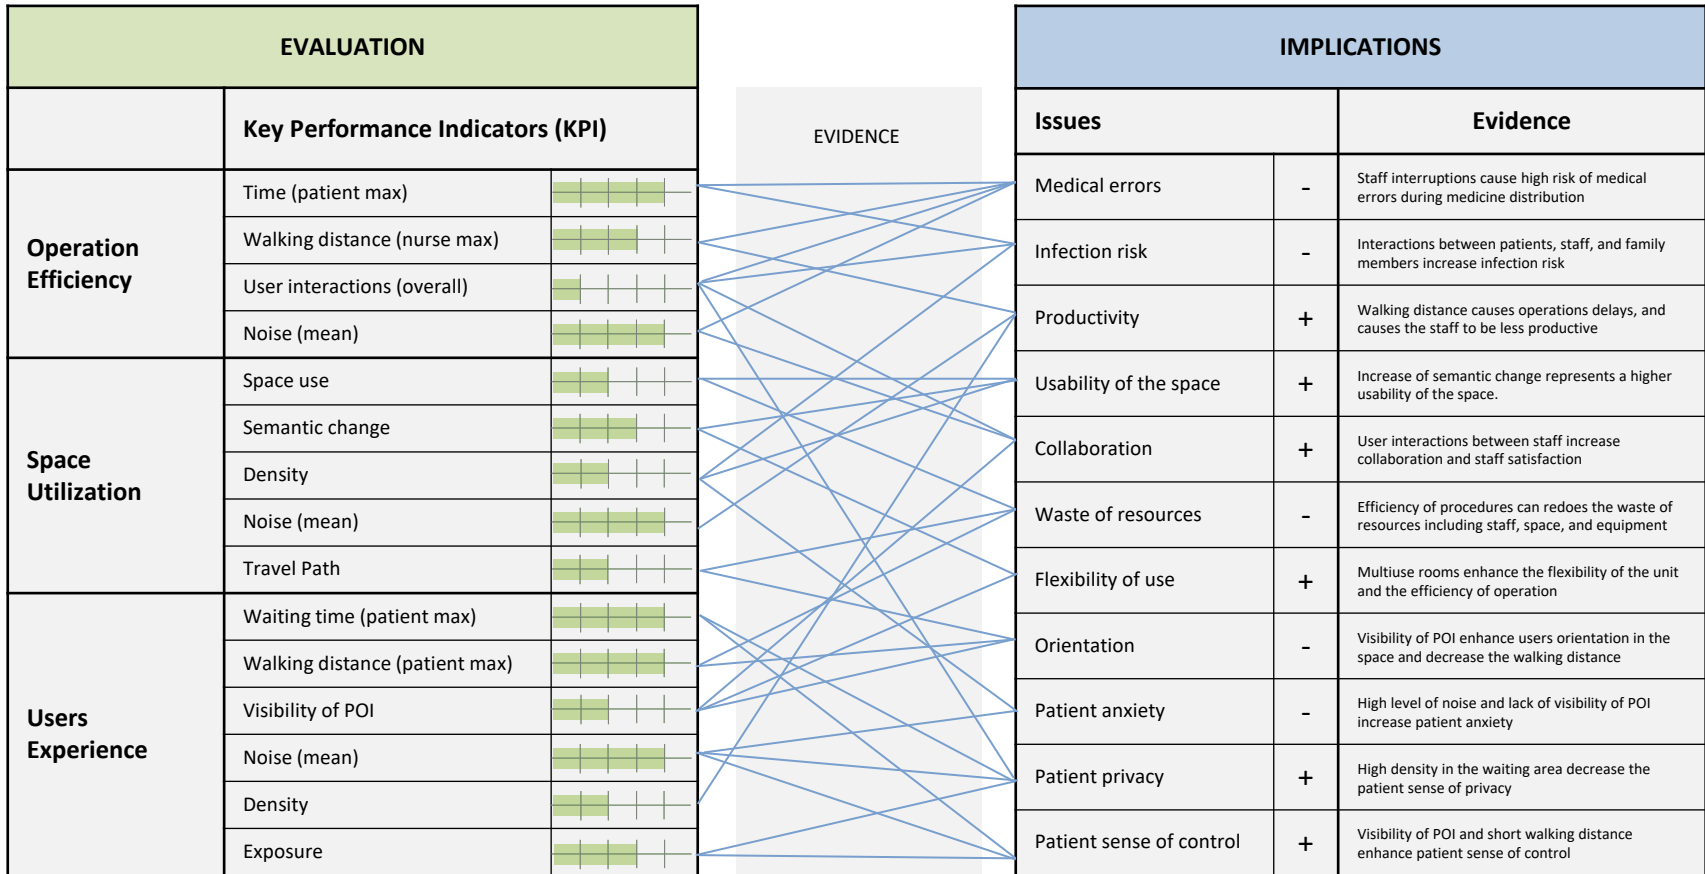 EVALUATION
Key Performance Indicators (KPI)
Operation
Efficiency
Time (patient max)
Walking distance (nurse max)
User interactions (overall)
Noise (mean)
Space
Utilization
Space use
Semantic change
Density
Noise (mean)
Travel Path
Users
Experience
Waiting time (patient max)
Walking distance (patient max)
Visibility of POI
Noise (mean)
Density
Exposure
EVIDENCE
IMPLICATIONS
Issues
Evidence
Medical errors
-
Staff interruptions cause high risk of medical
errors during medicine distribution
Infection risk
-
Interactions between patients, staff, and family
members increase infection risk
Productivity
+
Walking distance causes operations delays, and
causes the staff to be less productive
Usability of the space
+
Increase of semantic change represents a higher
usability of the space.
Collaboration
+
User interactions between staff increase
collaboration and staff satisfaction
Waste of resources
-
Efficiency of procedures can redoes the waste of
resources including staff, space, and equipment
Flexibility of use
+
Multiuse rooms enhance the flexibility of the unit
and the efficiency of operation
Orientation
-
Visibility of POI enhance users orientation in the
space and decrease the walking distance
Patient anxiety
-
High level of noise and lack of visibility of POI
increase patient anxiety
Patient privacy
+
High density in the waiting area decrease the
patient sense of privacy
Patient sense of control
+
Visibility of POI and short walking distance
enhance patient sense of control